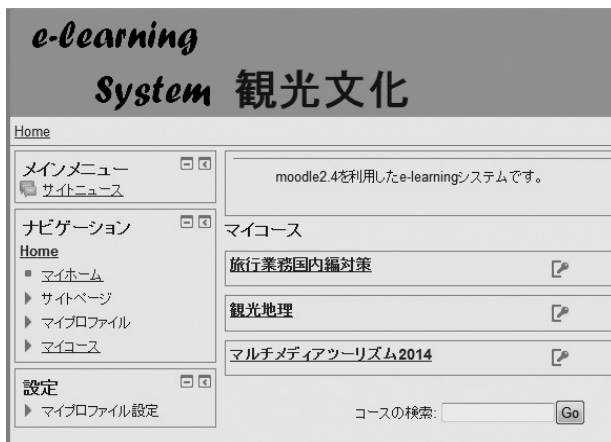 e-learning
System 観光文化
Home
メインメニュー
サイトニュース
ナビゲーション
Home
マイホーム
サイトページ
マイプロファイル
マイコース
設定
マイプロファイル設定
moodle2.4を利用したe-learningシステムです。
マイコース
旅行業務国内編対策
観光地理
マルチメディアツーリズム2014
コースの検索:
Go